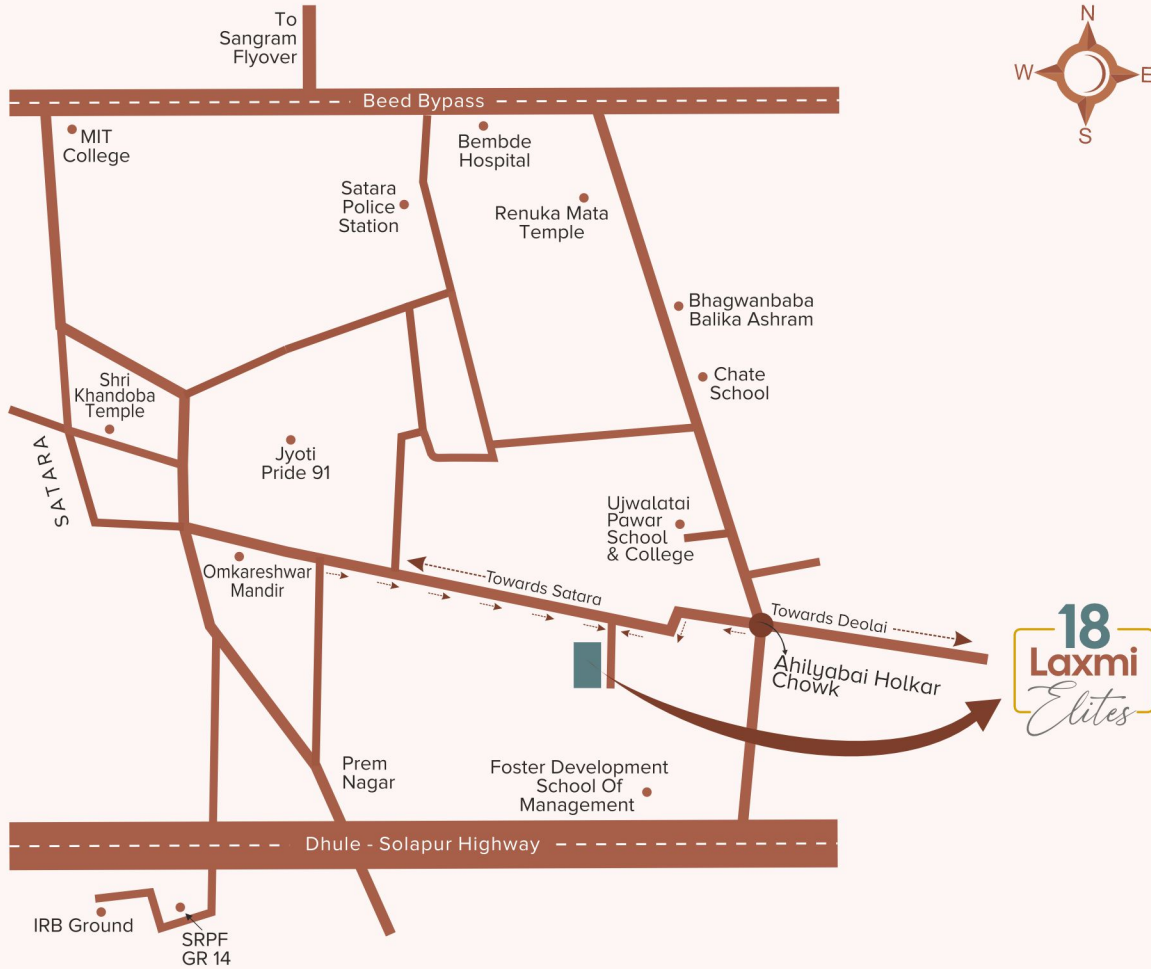 To
Sangram
Flyover
N
W
E
S
Beed Bypass
MIT
College
Bembde
Hospital
Satara
Police
Station
Renuka Mata
Temple
Bhagwanbaba
Balika Ashram
Chate
School
Shri
Khandoba
Temple
SATARA
Jyoti
Pride 91
Ujwalatai
Pawar
School
& College
Omkareshwar
Mandir
Towards Satara
Towards Deolai
Ahilyabai Holkar
Chowk
18
Laxmi
Elites
Prem
Nagar
Foster Development
School Of
Management
Dhule - Solapur Highway
IRB Ground
SRPF
GR 14